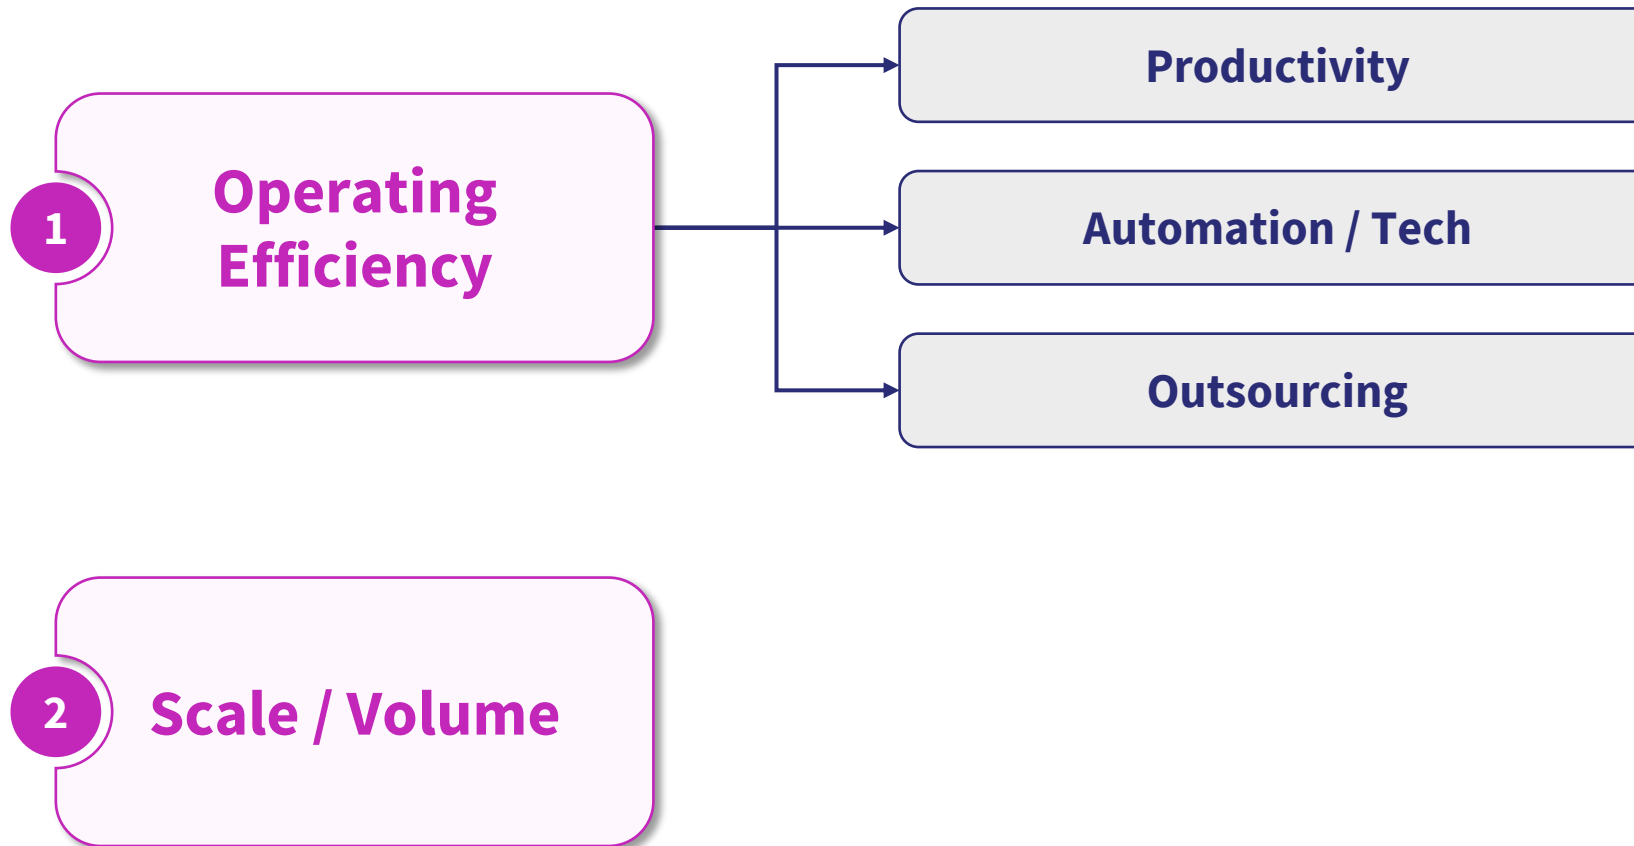 1
Operating
Efficiency
Productivity
Automation / Tech
Outsourcing
2
Scale / Volume